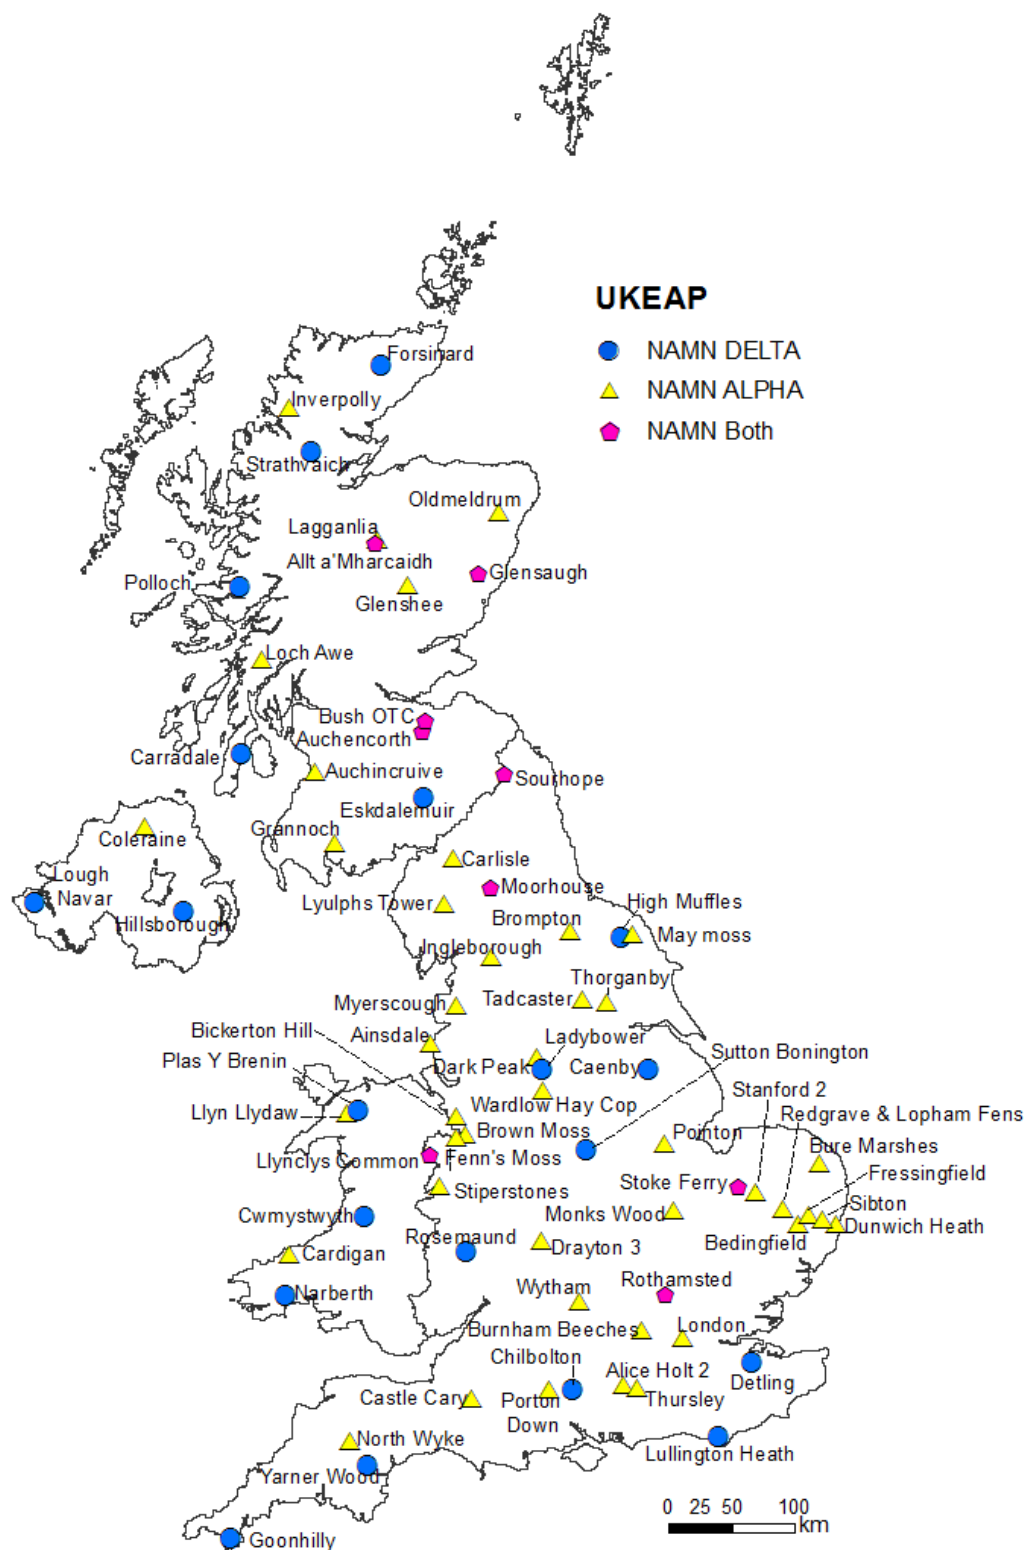 UKEAP
NAMN DELTA
NAMN ALPHA
NAMN Both
Forsinard
Inverpolly
Strathvaich
Oldmeldrum
Lagganlia
Allt a'Mharcaidh
Glensaugh
Polloch
Glenshee
Loch Awe
Bush OTC
Auchencorth
Carradale
Auchincruive
Sourhope
Eskdalemuir
Grannoch
Coleraine
Carlisle
Lough
Navar
Moorhouse
Lyulphs Tower
High Muffles
Hillsborough
Brompton
May moss
Ingleborough
Thorganby
Myerscough
Tadcaster
Bickerton Hill
Ainsdale
Ladybower
Sutton Bonington
Plas Y Brenin
Dark Peak
Caenby
Stanford 2
Llyn Llydaw
Wardlow Hay Cop
Redgrave & Lopham Fens
Brown Moss
Pointon
Bure Marshes
Llynclys Common
Fenn's Moss
Fressingfield
Stoke Ferry
Stiperstones
Sibton
Cwmystwyth
Monks Wood
Dunwich Heath
Rosemaund
Bedingfield
Cardigan
Drayton 3
Narberth
Wytham
Rothamsted
Burnham Beeches
London
Chilbolton
Alice Holt 2
Detling
Castle Cary
Porton
Down
Thursley
North Wyke
Lullington Heath
Yarner Wood
Goonhilly
0 25 50 100
km